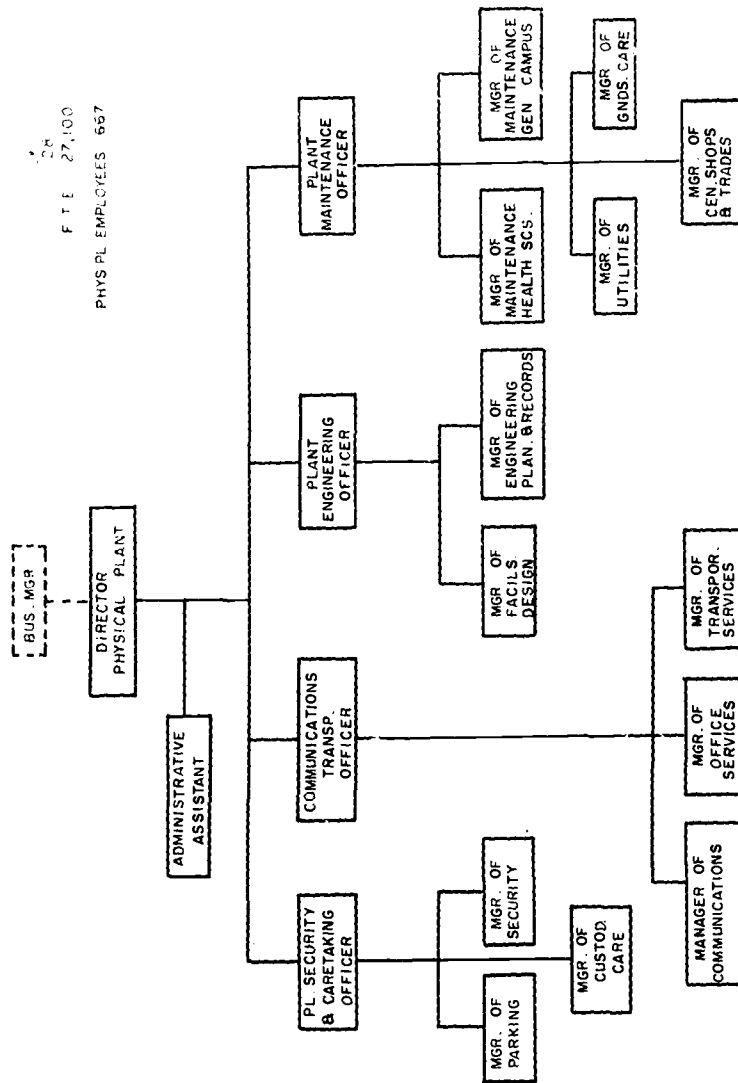 28
F T E 27,100
PHYS PL EMPLOYEES 667
BUS. MGR
DIRECTOR
PHYSICAL PLANT
ADMINISTRATIVE
ASSISTANT
PL. SECURITY
& CARETAKING
OFFICER
COMMUNICATIONS
TRANSP.
OFFICER
PLANT
ENGINEERING
OFFICER
PLANT
MAINTENANCE
OFFICER
MGR. OF
PARKING
MGR. OF
SECURITY
MGR. OF
CUSTOD.
CARE
MANAGER OF
COMMUNICATIONS
MGR. OF
OFFICE
SERVICES
MGR. OF
TRANSPOR.
SERVICES
MGR OF
FACILS.
DESIGN
MGR OF
ENGINEERING
PLAN. & RECORDS
MGR OF
MAINTENANCE
HEALTH SCS.
MGR OF
MAINTENANCE
GEN CAMPUS
MGR. OF
UTILITIES
MGR OF
GNDS. CARE
MGR. OF
CEN. SHOPS
& TRADES